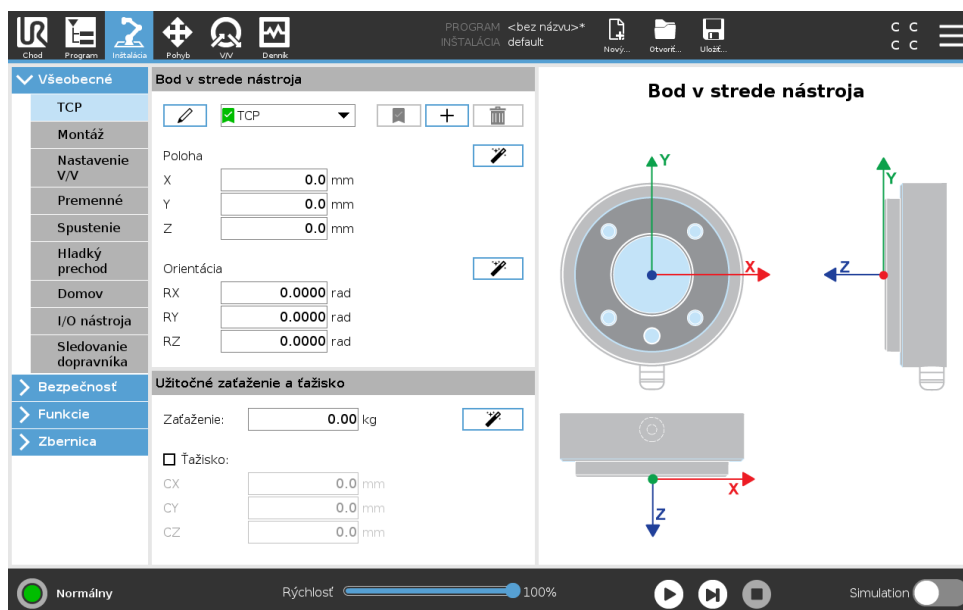 UR
PROGRAM <bez názvu>*
INŠTALÁCIA default
Chod Program Inštalácia Pohyb V/V Denník
Nový... Otvoriť... Uložiť...
C C
C C
Všeobecné
TCP
Montáž
Nastavenie
V/V
Premenné
Spustenie
Hladký
prechod
Domov
I/O nástroja
Sledovanie
dopravníka
Bezpečnosť
Funkcie
Zbernica
Bod v strede nástroja
TCP
Poloha
X 0.0 mm
Y 0.0 mm
Z 0.0 mm
Orientácia
RX 0.0000 rad
RY 0.0000 rad
RZ 0.0000 rad
Užitočné zaťaženie a ťažisko
Zaťaženie: 0.00 kg
Ťažisko:
CX 0.0 mm
CY 0.0 mm
CZ 0.0 mm
Bod v strede nástroja
Y
X
Y
Z
X
Z
Normálny
Rýchlosť 100%
Simulation